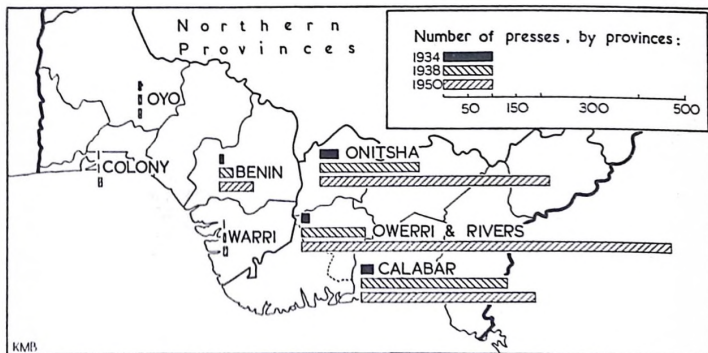 Northern
Provinces
Number of presses, by provinces:
1934
1938
1950
50 100 300 500
OYO
COLONY
BENIN
ONITSHA
WARRI
OWERRI & RIVERS
CALABAR
KMB